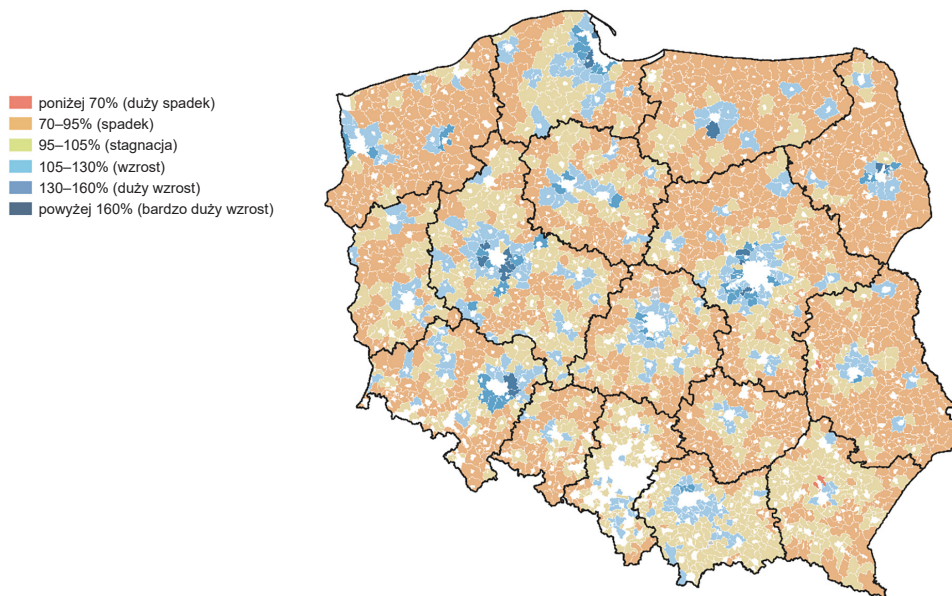 poniżej 70% (duży spadek)
70–95% (spadek)
95–105% (stagnacja)
105–130% (wzrost)
130–160% (duży wzrost)
powyżej 160% (bardzo duży wzrost)